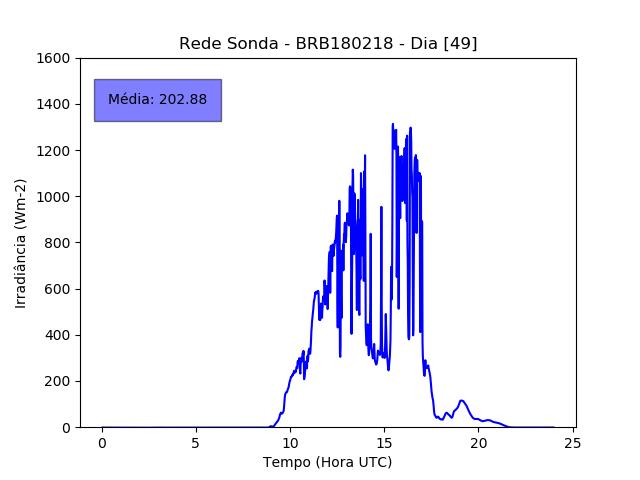 Rede Sonda - BRB180218 - Dia [49]
1600
1400
1200
1000
800
600
400
200
0
Média: 202.88
Irradiância (Wm-2)
0 5 10 15 20 25
Tempo (Hora UTC)